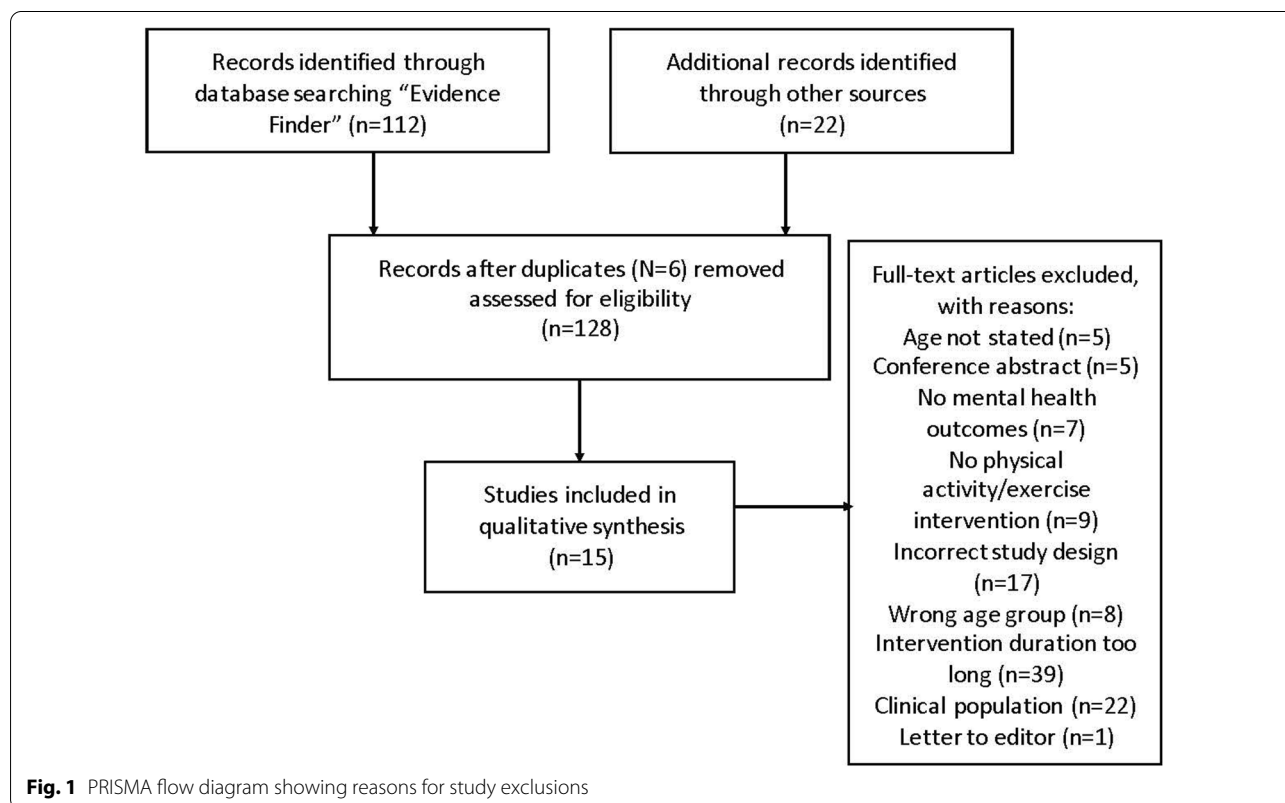 Records identified through
database searching “Evidence
Finder” (n=112)
Additional records identified
through other sources
(n=22)
Records after duplicates (N=6) removed
assessed for eligibility
(n=128)
Studies included in
qualitative synthesis
(n=15)
Full-text articles excluded,
with reasons:
Age not stated (n=5)
Conference abstract (n=5)
No mental health
outcomes (n=7)
No physical
activity/exercise
intervention (n=9)
Incorrect study design
(n=17)
Wrong age group (n=8)
Intervention duration too
long (n=39)
Clinical population (n=22)
Letter to editor (n=1)
Fig. 1 PRISMA flow diagram showing reasons for study exclusions